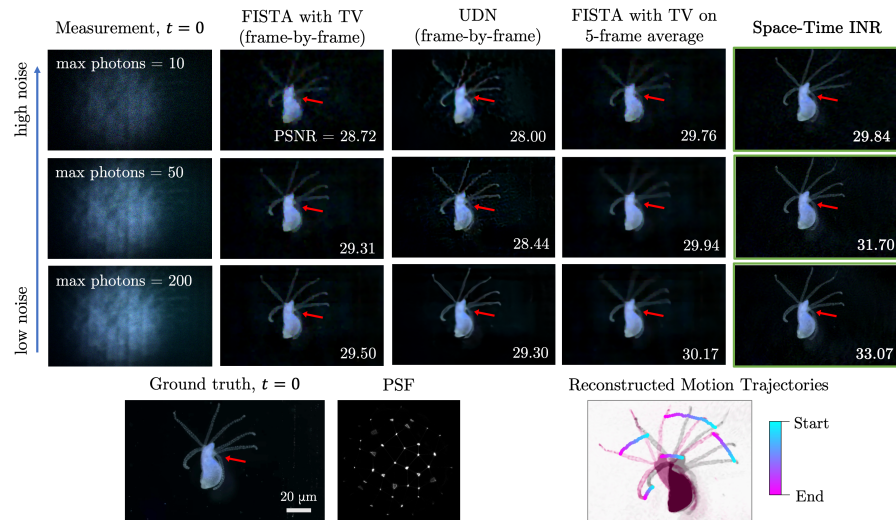 Measurement, t = 0
FISTA with TV
(frame-by-frame)
UDN
(frame-by-frame)
FISTA with TV on
5-frame average
Space-Time INR
high noise
low noise
max photons = 10
PSNR = 28.72
28.00
29.76
29.84
max photons = 50
29.31
28.44
29.94
31.70
max photons = 200
29.50
29.30
30.17
33.07
Ground truth, t = 0
PSF
Reconstructed Motion Trajectories
20 μm
Start
End